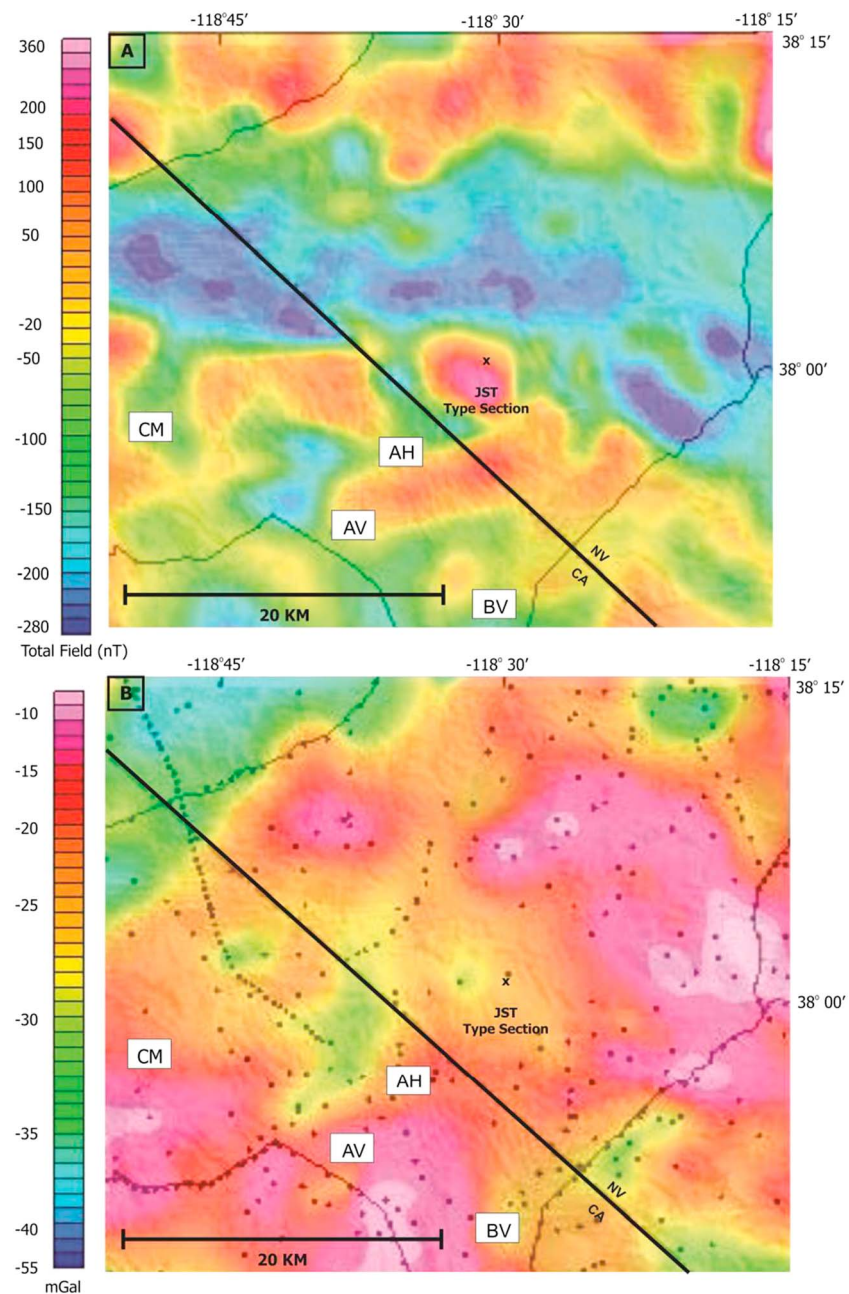 -118° 45′ -118° 30′ -118° 15′
A
38° 15′
360
200
150
100
50
-20
-50
-100
-150
-200
-280
Total Field (nT)
x
JST
Type Section
38° 00′
CM
AH
AV
BV
NV
CA
20 KM
-118° 45′ -118° 30′ -118° 15′
B
38° 15′
-10
-15
-20
-25
-30
-35
-40
-55
mGal
x
JST
Type Section
38° 00′
CM
AH
AV
BV
NV
CA
20 KM